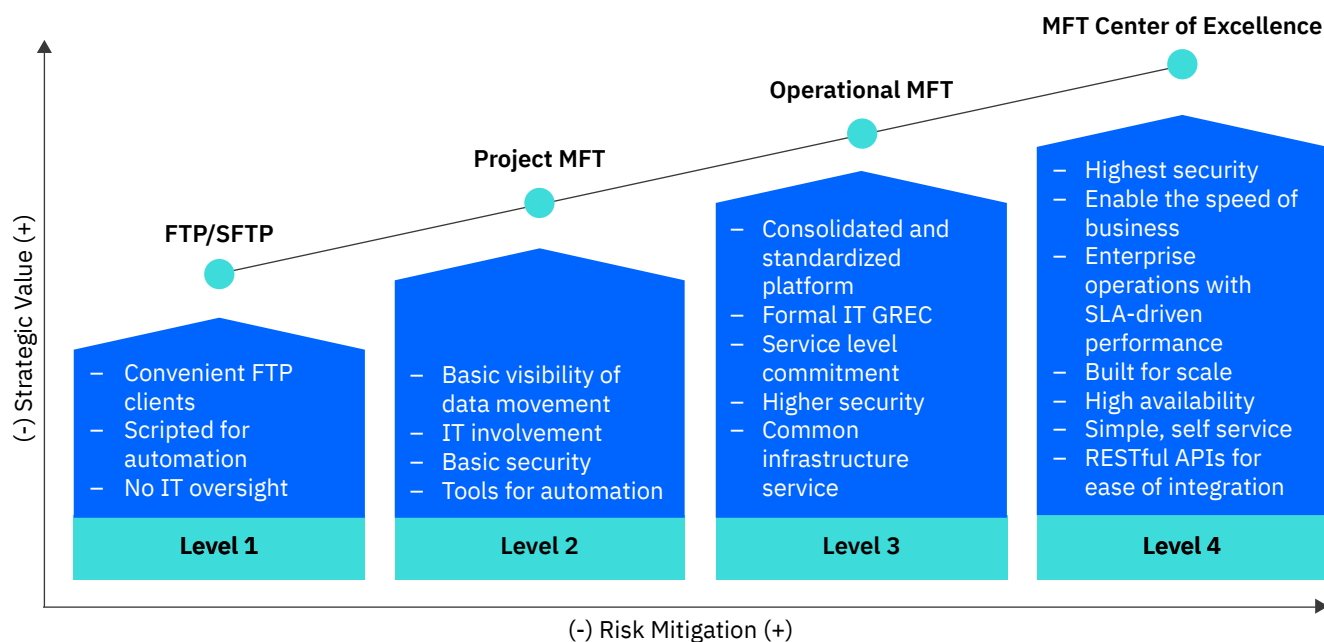 MFT Center of Excellence
Operational MFT
Project MFT
FTP/SFTP
(-) Strategic Value (+)
– Convenient FTP
clients
– Scripted for
automation
– No IT oversight
Level 1
– Basic visibility of
data movement
– IT involvement
– Basic security
– Tools for automation
Level 2
– Consolidated and
standardized
platform
– Formal IT GREC
– Service level
commitment
– Higher security
– Common
infrastructure
service
Level 3
– Highest security
– Enable the speed of
business
– Enterprise
operations with
SLA-driven
performance
– Built for scale
– High availability
– Simple, self service
– RESTful APIs for
ease of integration
Level 4
(-) Risk Mitigation (+)